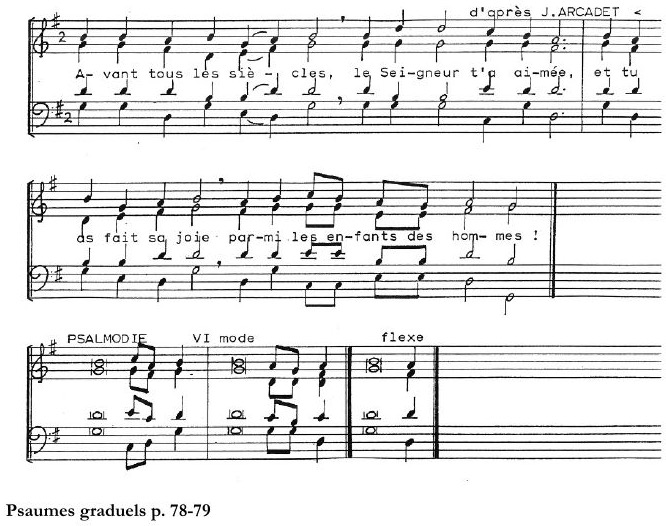 d'après J.ARCADET <
A- vant tous les siè - cles, le Sei-gneur t'a ai-mée, et tu
as fait sa joie par-mi les en-fants des hom- mes !
PSALMODIE VI mode flexe
Psaumes graduels p. 78-79